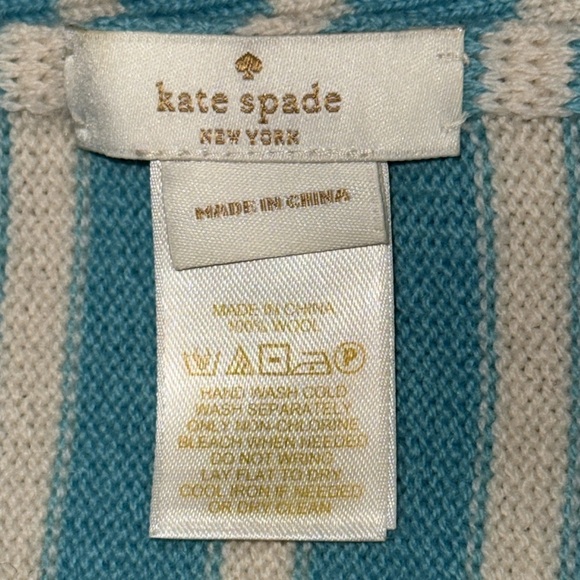 kate spade
NEW YORK
MADE IN CHINA
MADE IN CHINA
100% WOOL
P
HAND WASH COLD
WASH SEPARATELY
ONLY NON-CHLORINE
BLEACH WHEN NEEDED
DO NOT WRING
LAY FLAT TO DRY
COOL IRON IF NEEDED
OR DRY CLEAN